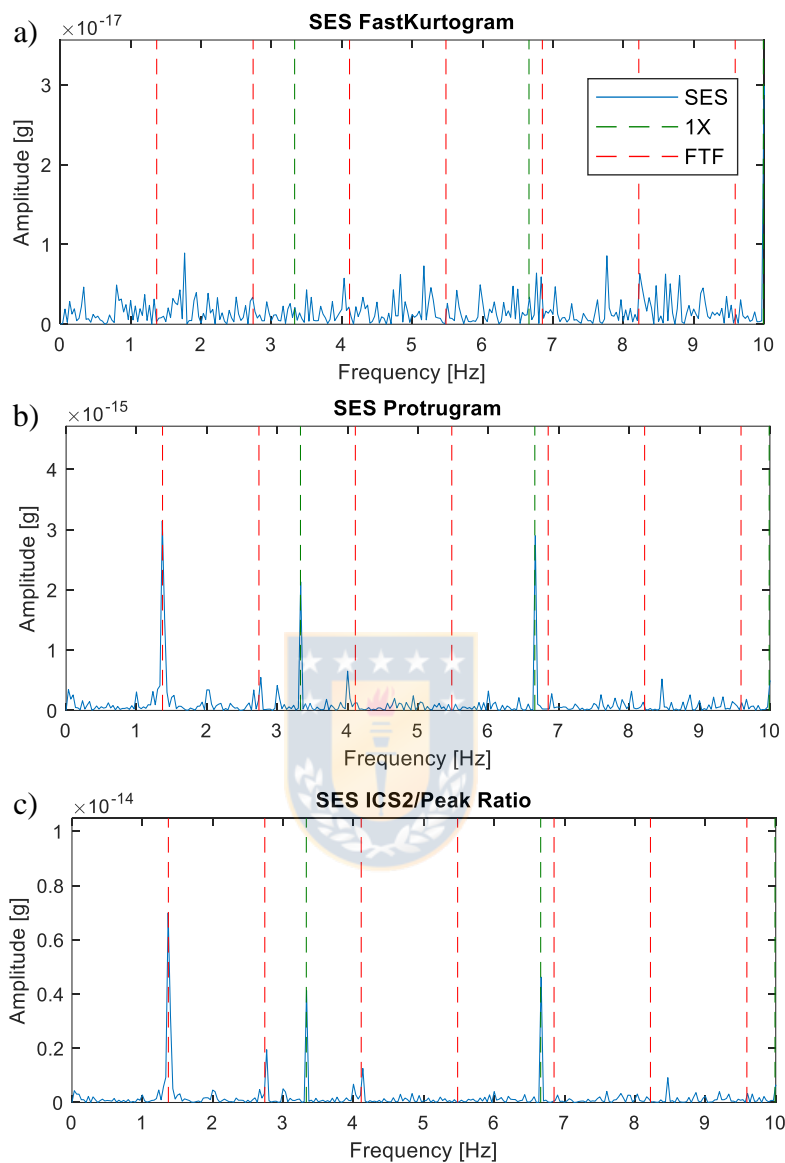 a)
×10⁻¹⁷
SES FastKurtogram
3
2
1
0
Amplitude [g]
SES
1X
FTF
0 1 2 3 4 5 6 7 8 9 10
Frequency [Hz]
b)
×10⁻¹⁵
SES Protrugram
4
3
2
1
0
Amplitude [g]
0 1 2 3 4 5 6 7 8 9 10
Frequency [Hz]
c)
×10⁻¹⁴
SES ICS2/Peak Ratio
1
0.8
0.6
0.4
0.2
0
Amplitude [g]
0 1 2 3 4 5 6 7 8 9 10
Frequency [Hz]